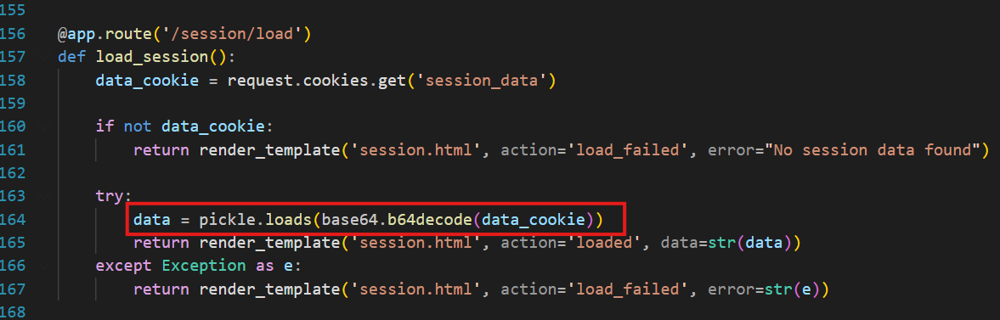 155
156 @app.route('/session/load')
157 def load_session():
158     data_cookie = request.cookies.get('session_data')
159
160     if not data_cookie:
161         return render_template('session.html', action='load_failed', error="No session data found")
162
163     try:
164         data = pickle.loads(base64.b64decode(data_cookie))
165         return render_template('session.html', action='loaded', data=str(data))
166     except Exception as e:
167         return render_template('session.html', action='load_failed', error=str(e))
168